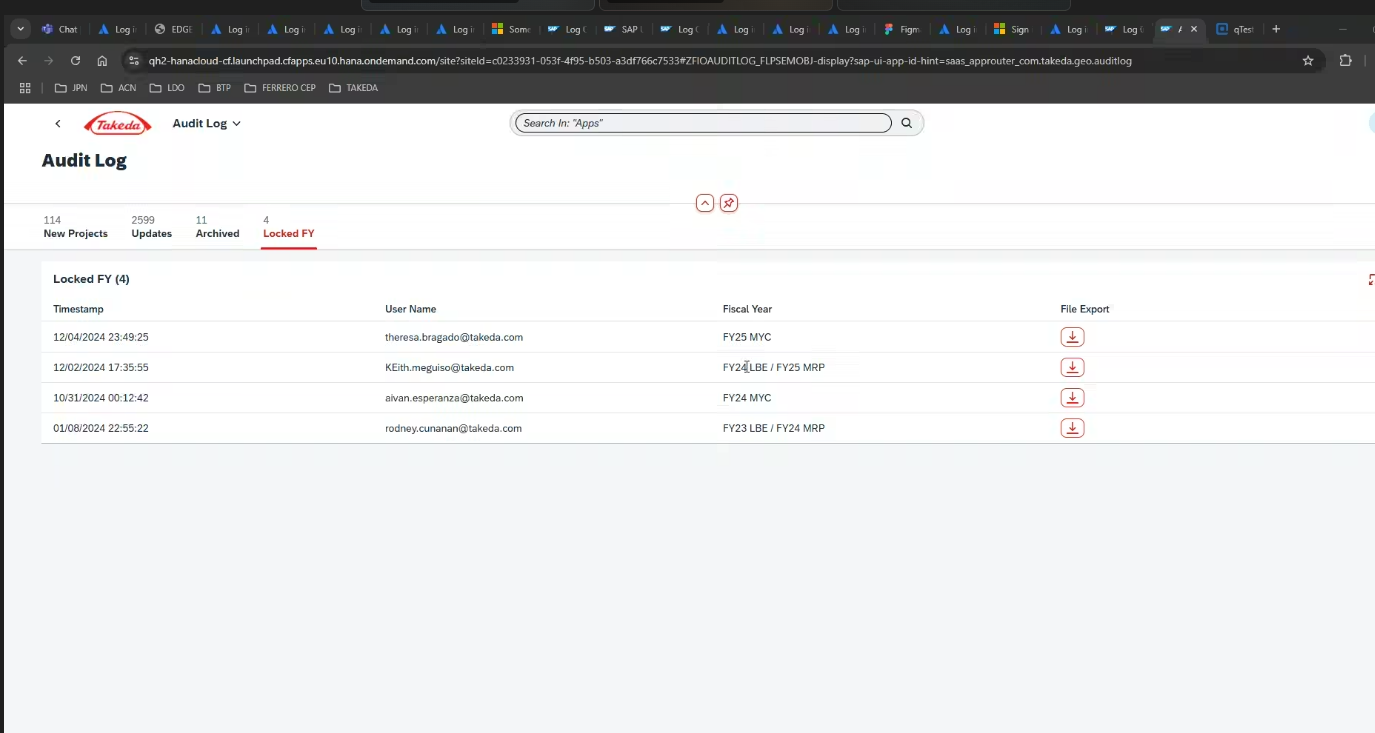 Chat Log i EDGE Log i Log i Log i Log i Log i Some Log SAP Log Log i Log i Log i Figm Log i Sign Log i Log qTest
qh2-hanacloud-cf.launchpad.cfapps.eu10.hana.ondemand.com/site?siteId=c0233931-053f-4f95-b503-a3df766c7533#ZFIOAUDITLOG_FLPSEMOBJ-display?sap-ui-app-id-hint=saas_approuter_com.takeda.geo.auditlog
JPN ACN LDO BTP FERRERO CEP TAKEDA
Takeda Audit Log Search In: "Apps"
Audit Log
114 2599 11 4
New Projects Updates Archived Locked FY
Locked FY (4)
Timestamp User Name Fiscal Year File Export
12/04/2024 23:49:25 theresa.bragado@takeda.com FY25 MYC
12/02/2024 17:35:55 KEith.meguiso@takeda.com FY24 LBE / FY25 MRP
10/31/2024 00:12:42 aivan.esperanza@takeda.com FY24 MYC
01/08/2024 22:55:22 rodney.cunanan@takeda.com FY23 LBE / FY24 MRP